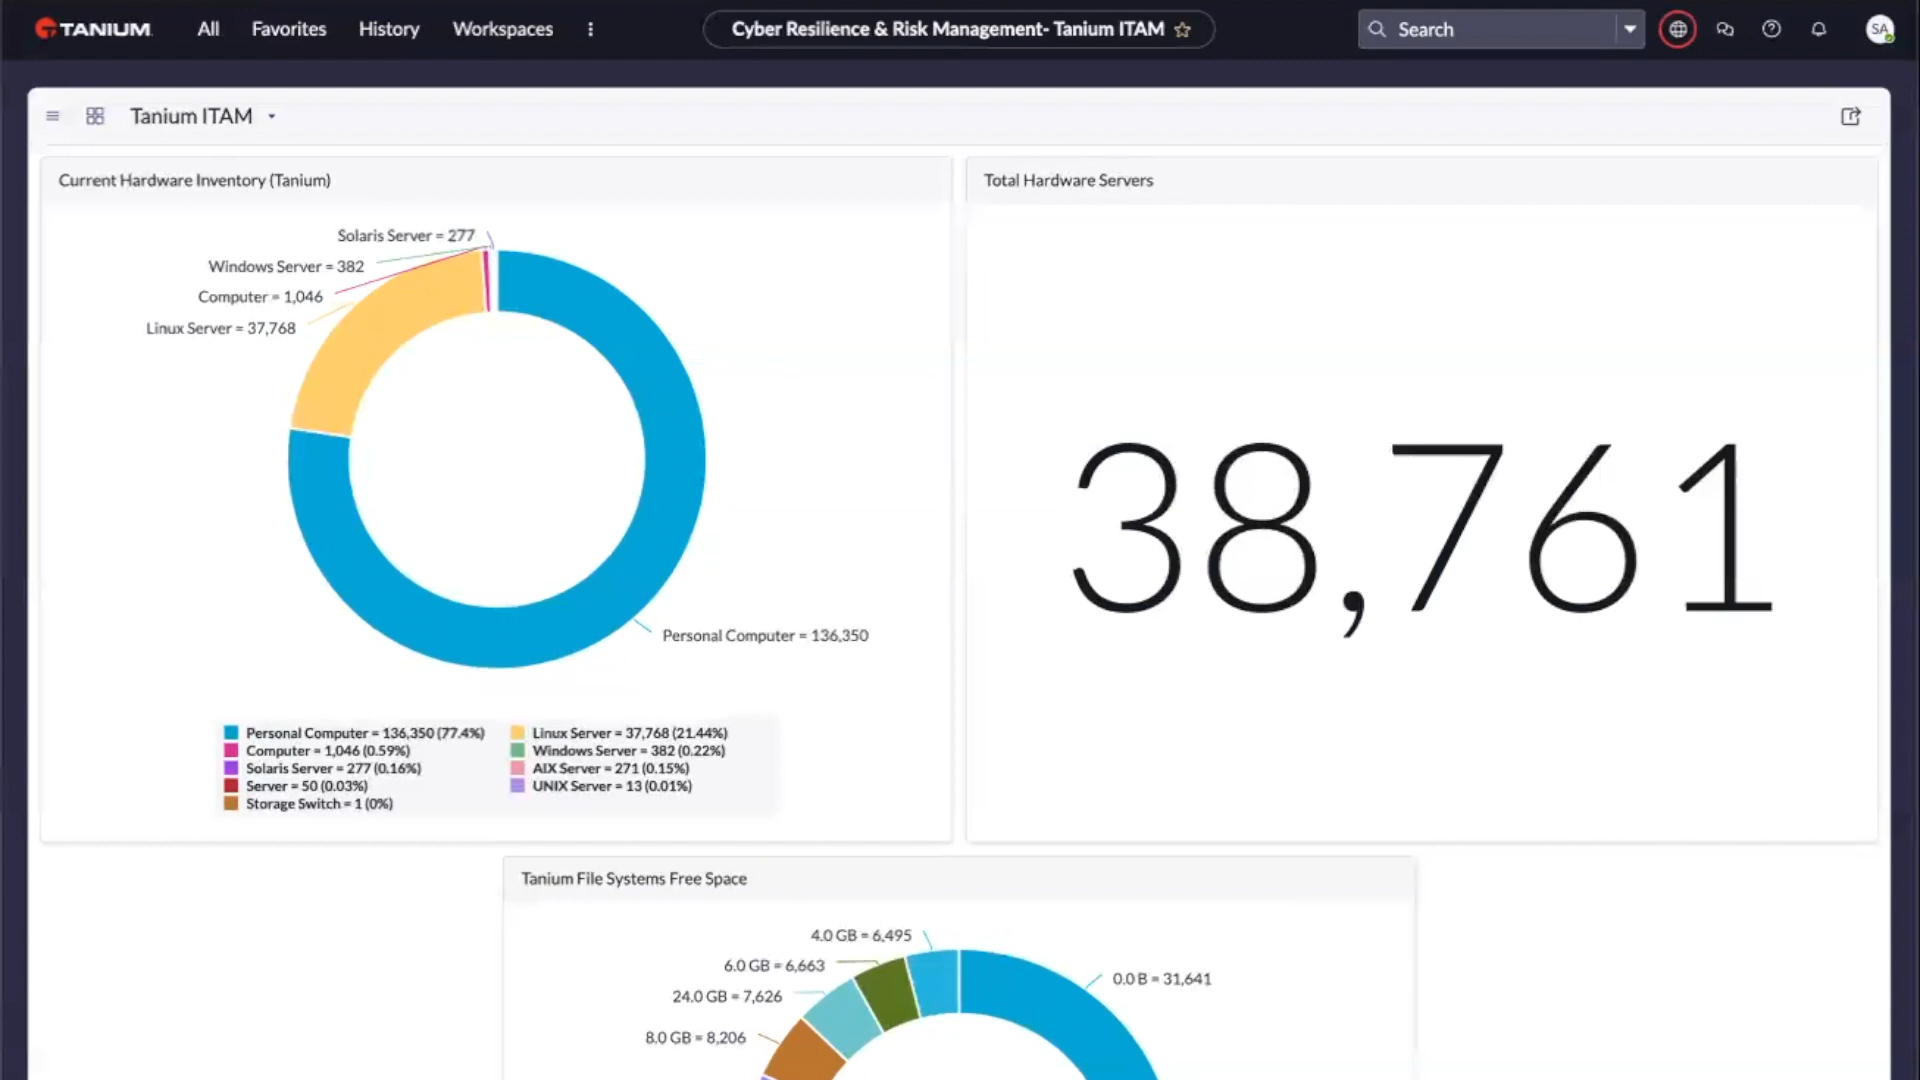 TANIUM
All
Favorites
History
Workspaces
Cyber Resilience & Risk Management- Tanium ITAM
Search
SA
Tanium ITAM
Current Hardware Inventory (Tanium)
Solaris Server = 277
Windows Server = 382
Computer = 1,046
Linux Server = 37,768
Personal Computer = 136,350
Personal Computer = 136,350 (77.4%)
Linux Server = 37,768 (21.44%)
Computer = 1,046 (0.59%)
Windows Server = 382 (0.22%)
Solaris Server = 277 (0.16%)
AIX Server = 271 (0.15%)
Server = 50 (0.03%)
UNIX Server = 13 (0.01%)
Storage Switch = 1 (0%)
Total Hardware Servers
38,761
Tanium File Systems Free Space
4.0 GB = 6,495
6.0 GB = 6,663
24.0 GB = 7,626
8.0 GB = 8,206
0.0 B = 31,641